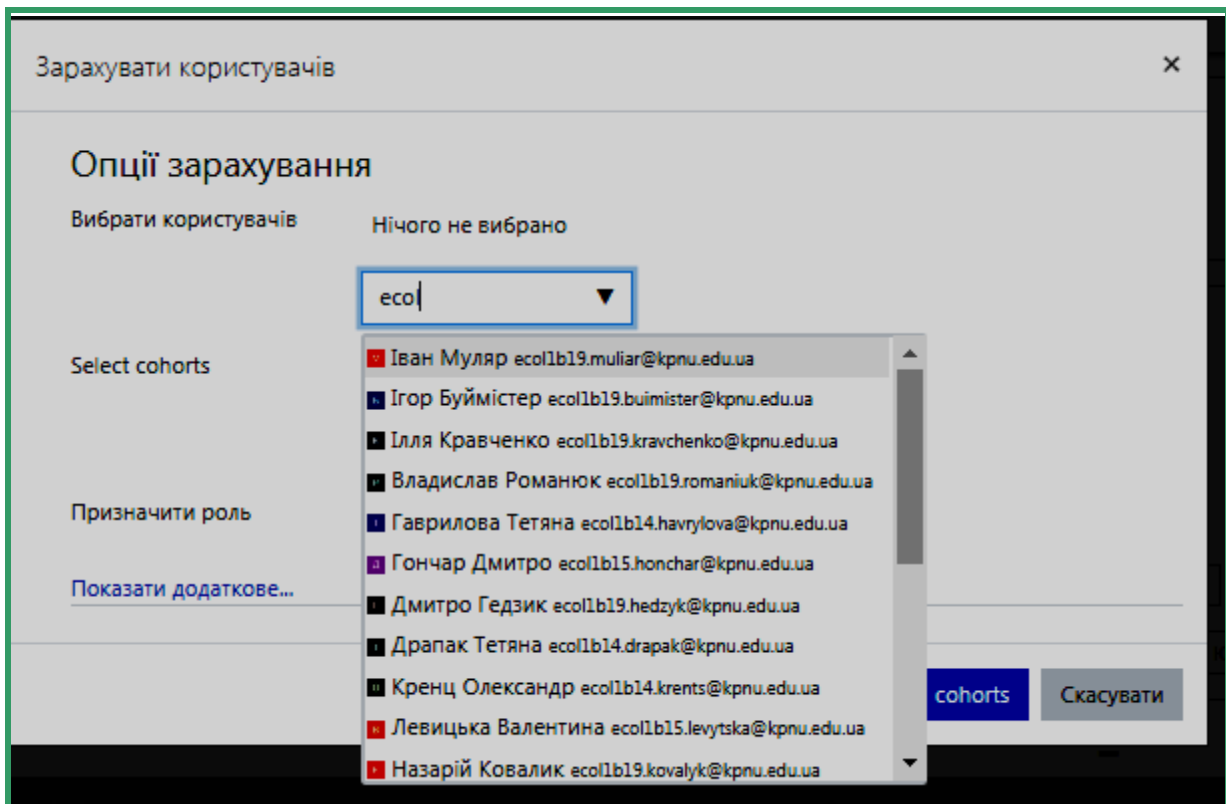 Зарахувати користувачів ×
Опції зарахування
Вибрати користувачів
Нічого не вибрано
ecol ▼
Select cohorts
Іван Муляр ecol1b19.muliar@kpnu.edu.ua
Ігор Буймістер ecol1b19.buimister@kpnu.edu.ua
Ілля Кравченко ecol1b19.kravchenko@kpnu.edu.ua
Владислав Романюк ecol1b19.romaniuk@kpnu.edu.ua
Гаврилова Тетяна ecol1b14.havrylova@kpnu.edu.ua
Гончар Дмитро ecol1b15.honchar@kpnu.edu.ua
Дмитро Гедзик ecol1b19.hedzyk@kpnu.edu.ua
Драпак Тетяна ecol1b14.drapak@kpnu.edu.ua
Кренц Олександр ecol1b14.krents@kpnu.edu.ua
Левицька Валентина ecol1b15.levytska@kpnu.edu.ua
Назарій Ковалик ecol1b19.kovalyk@kpnu.edu.ua
Призначити роль
Показати додаткове...
cohorts
Скасувати